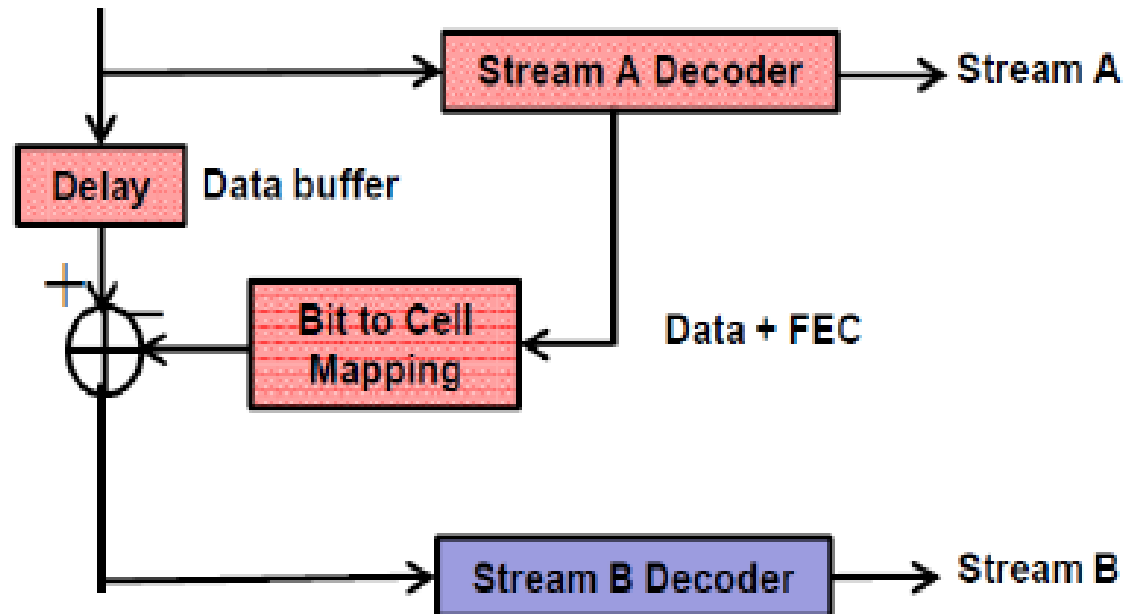 Stream A Decoder
Stream A
Delay
Data buffer
+
−
Bit to Cell
Mapping
Data + FEC
Stream B Decoder
Stream B